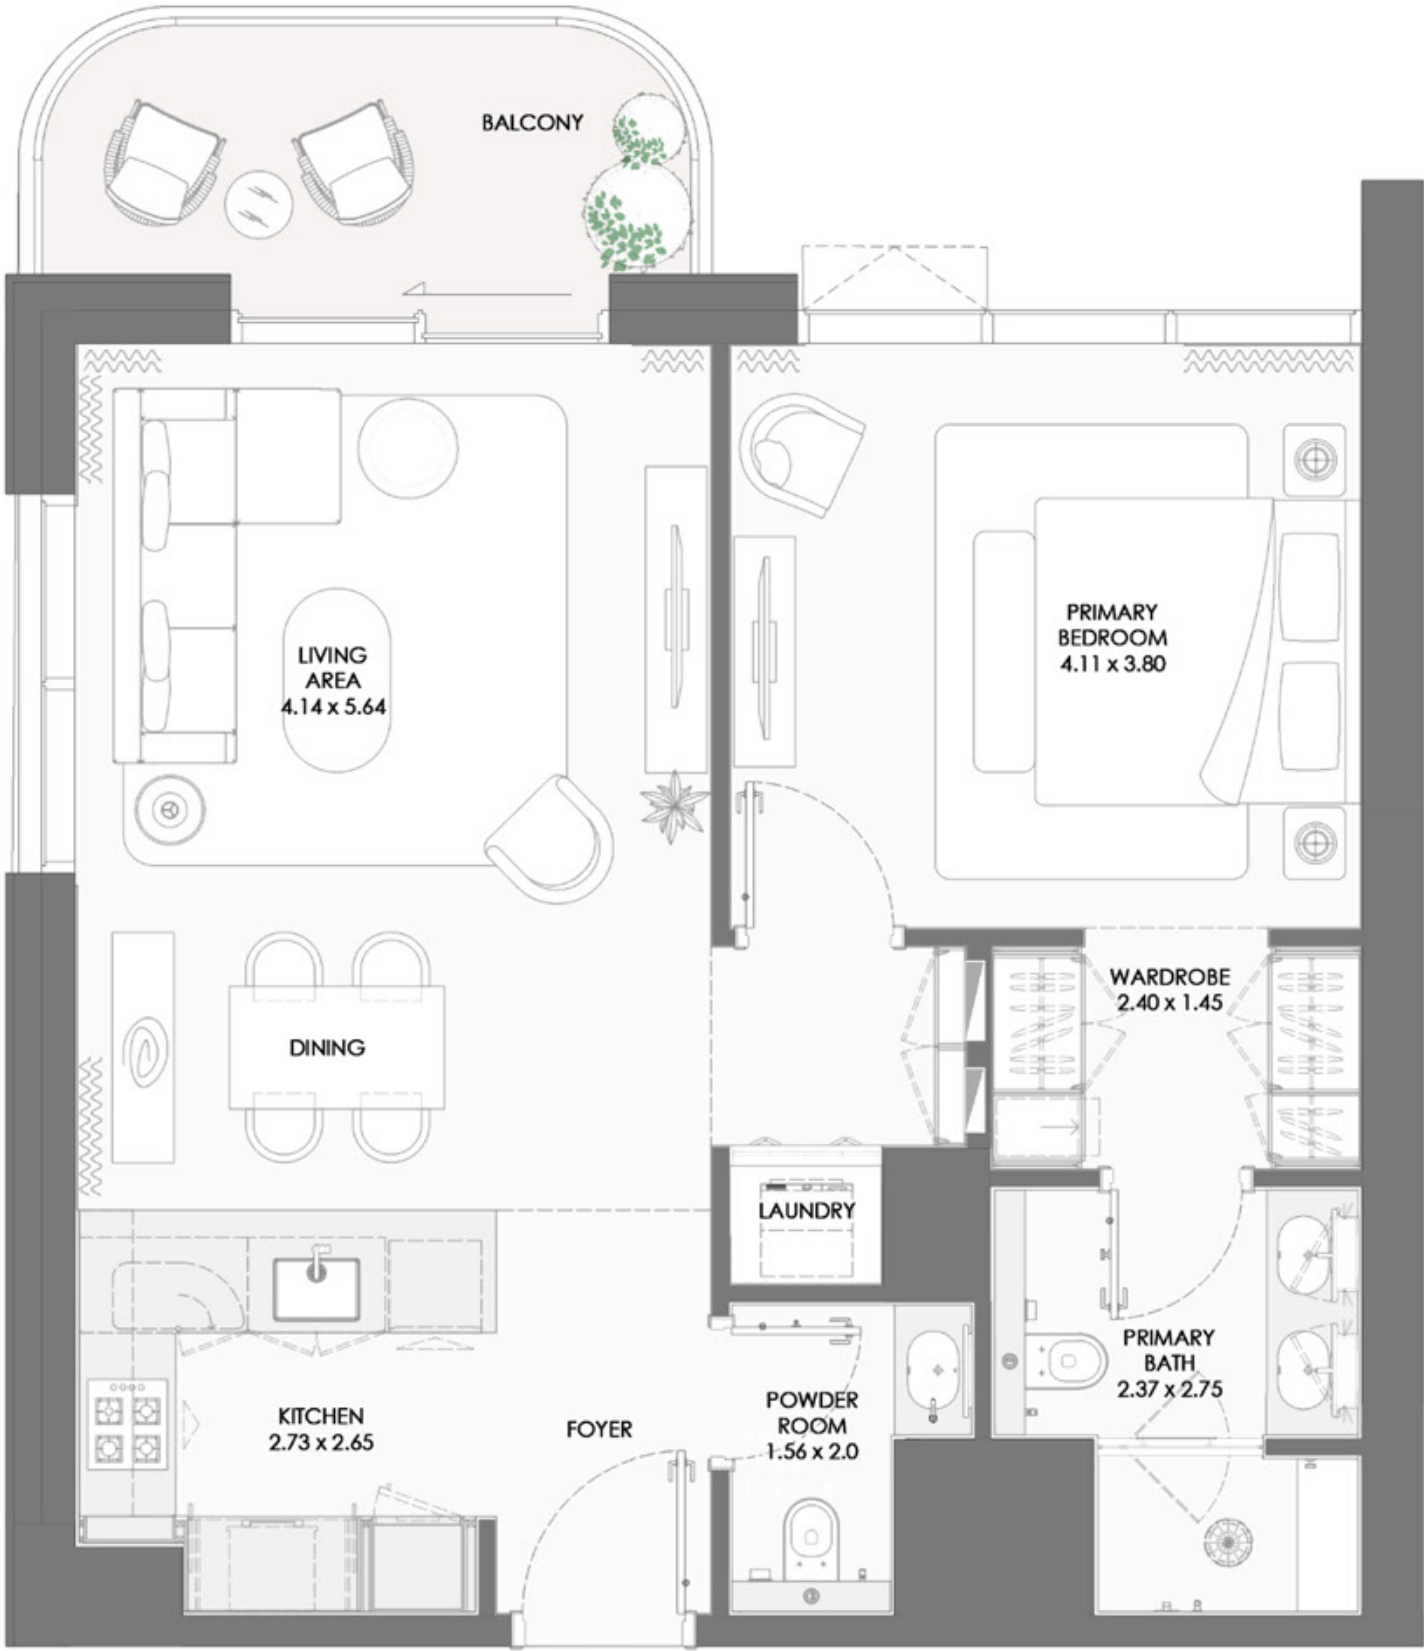 BALCONY
LIVING
AREA
4.14 x 5.64
PRIMARY
BEDROOM
4.11 x 3.80
DINING
WARDROBE
2.40 x 1.45
LAUNDRY
KITCHEN
2.73 x 2.65
FOYER
POWDER
ROOM
1.56 x 2.0
PRIMARY
BATH
2.37 x 2.75